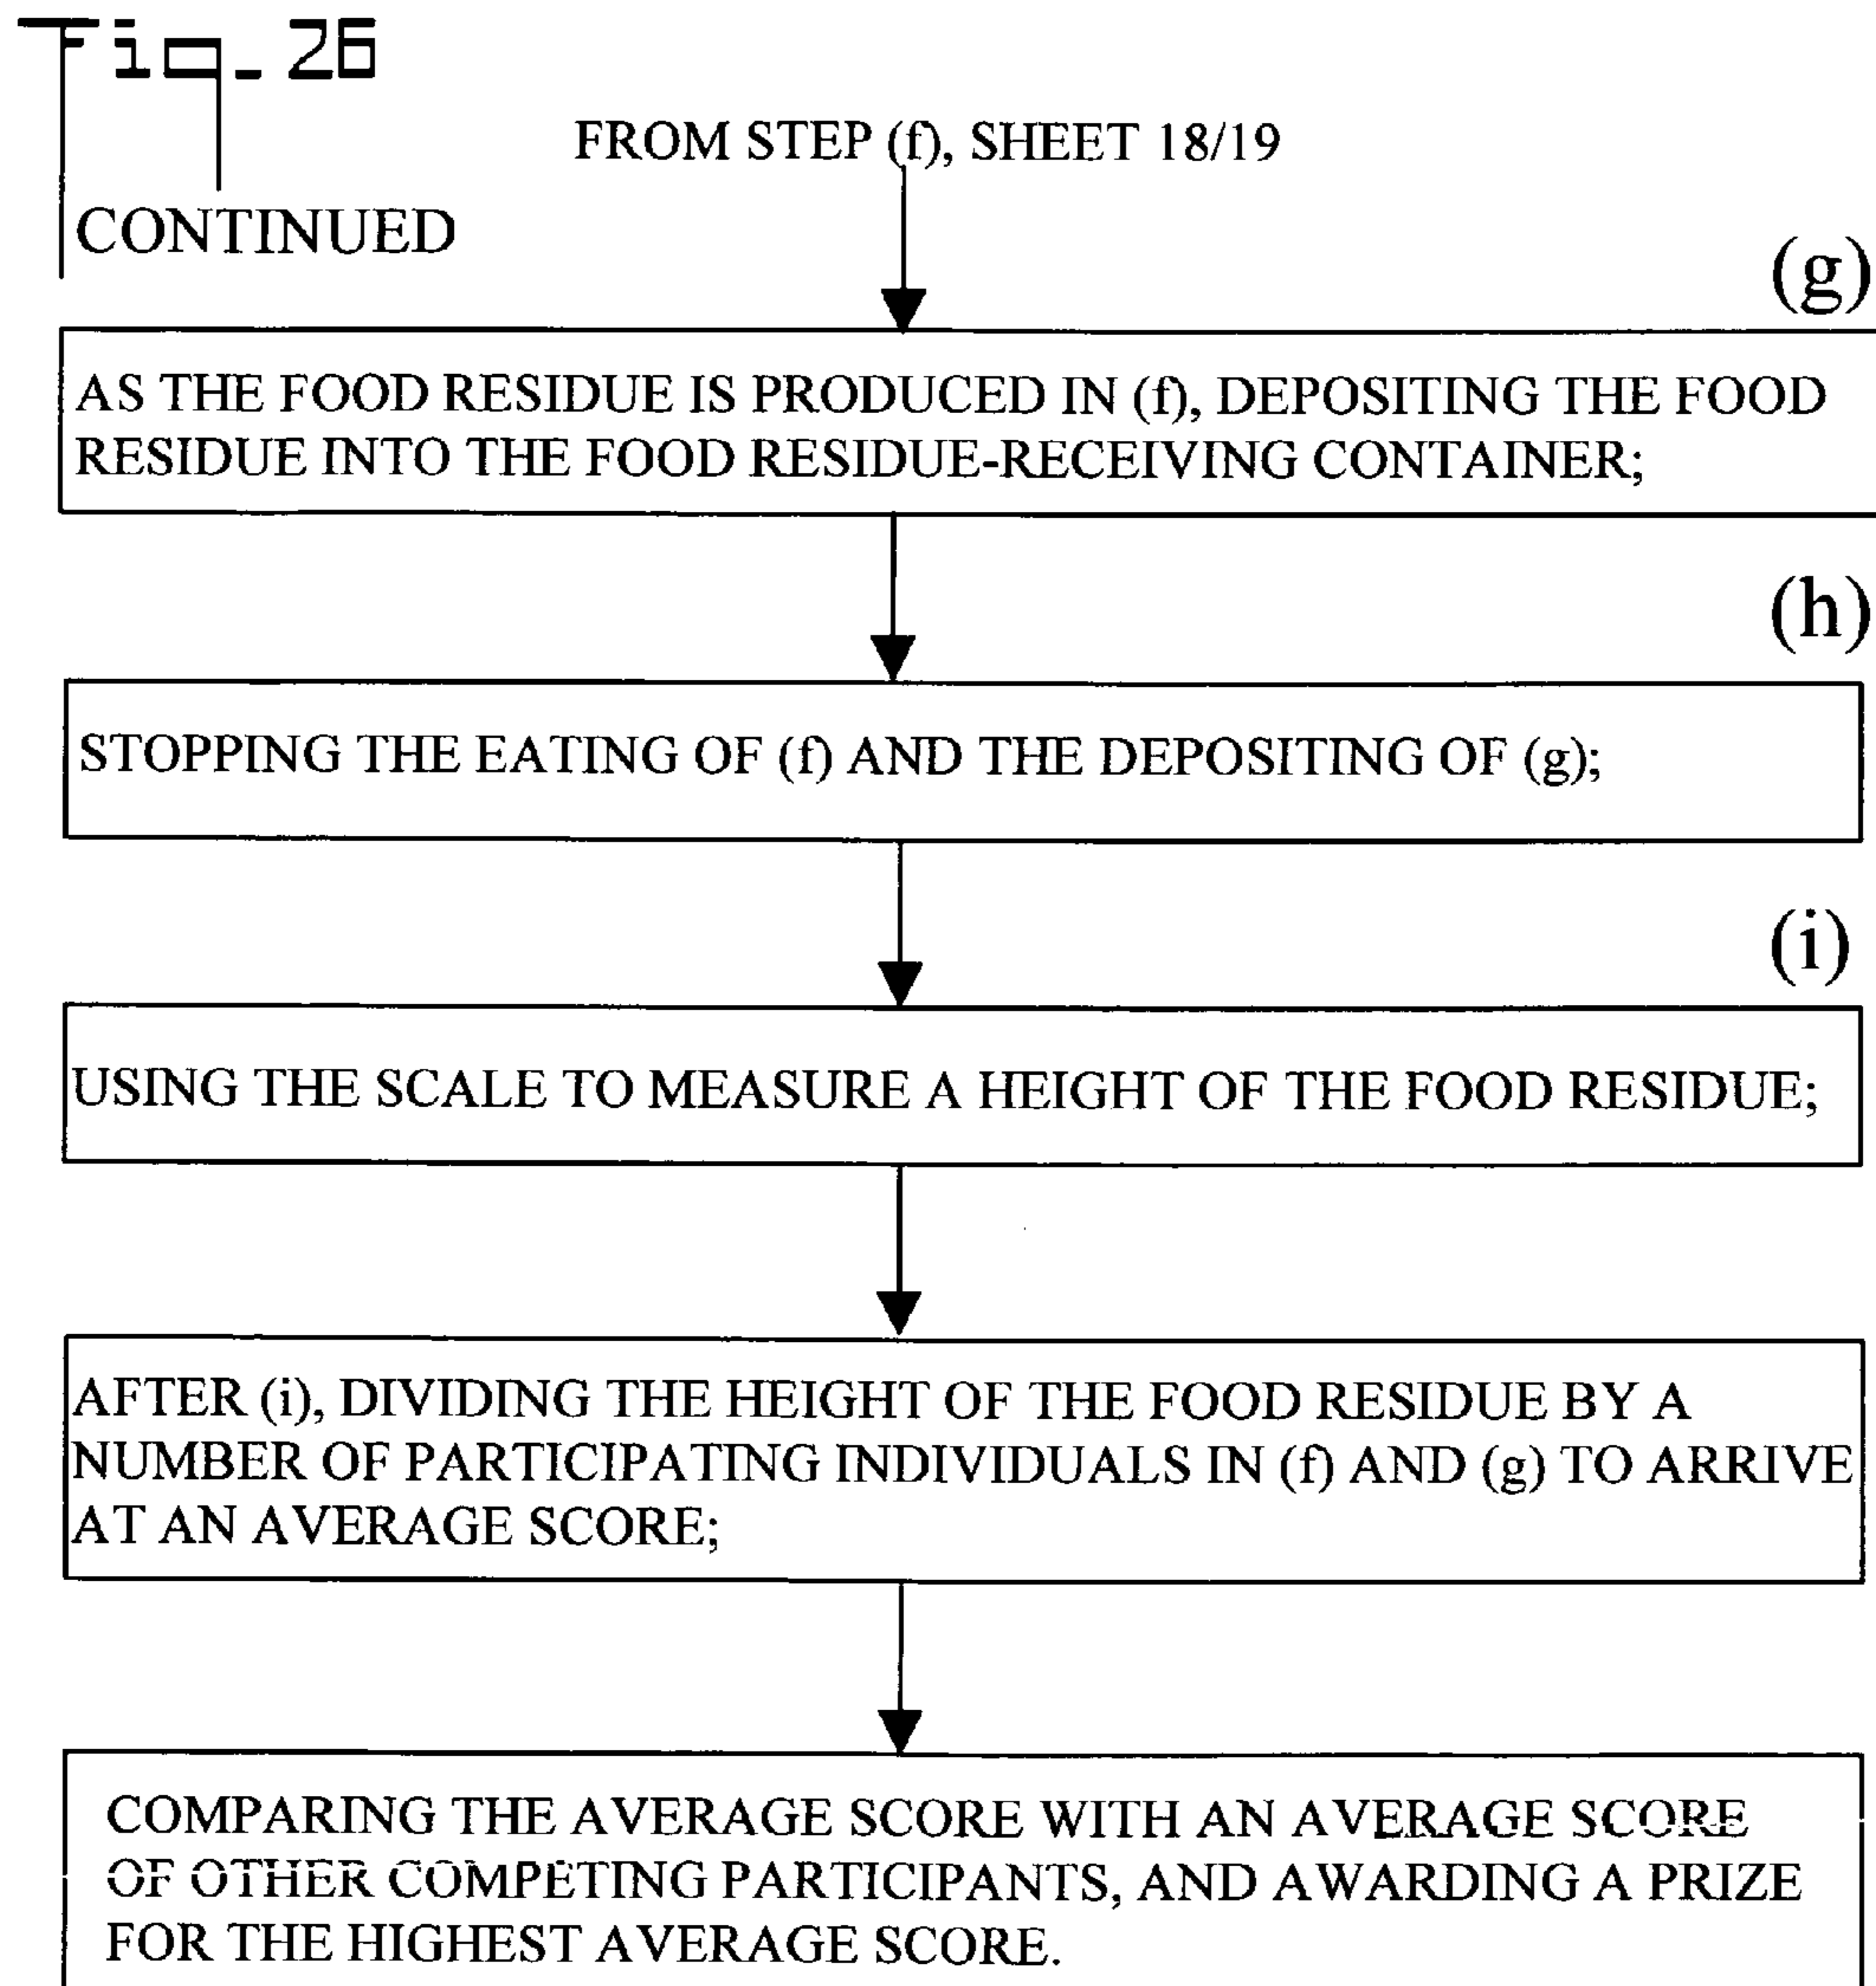 Fig_26
FROM STEP (f), SHEET 18/19
CONTINUED
(g)
AS THE FOOD RESIDUE IS PRODUCED IN (f), DEPOSITING THE FOOD
RESIDUE INTO THE FOOD RESIDUE-RECEIVING CONTAINER;
(h)
STOPPING THE EATING OF (f) AND THE DEPOSITING OF (g);
(i)
USING THE SCALE TO MEASURE A HEIGHT OF THE FOOD RESIDUE;
AFTER (i), DIVIDING THE HEIGHT OF THE FOOD RESIDUE BY A
NUMBER OF PARTICIPATING INDIVIDUALS IN (f) AND (g) TO ARRIVE
AT AN AVERAGE SCORE;
COMPARING THE AVERAGE SCORE WITH AN AVERAGE SCORE
OF OTHER COMPETING PARTICIPANTS, AND AWARDING A PRIZE
FOR THE HIGHEST AVERAGE SCORE.